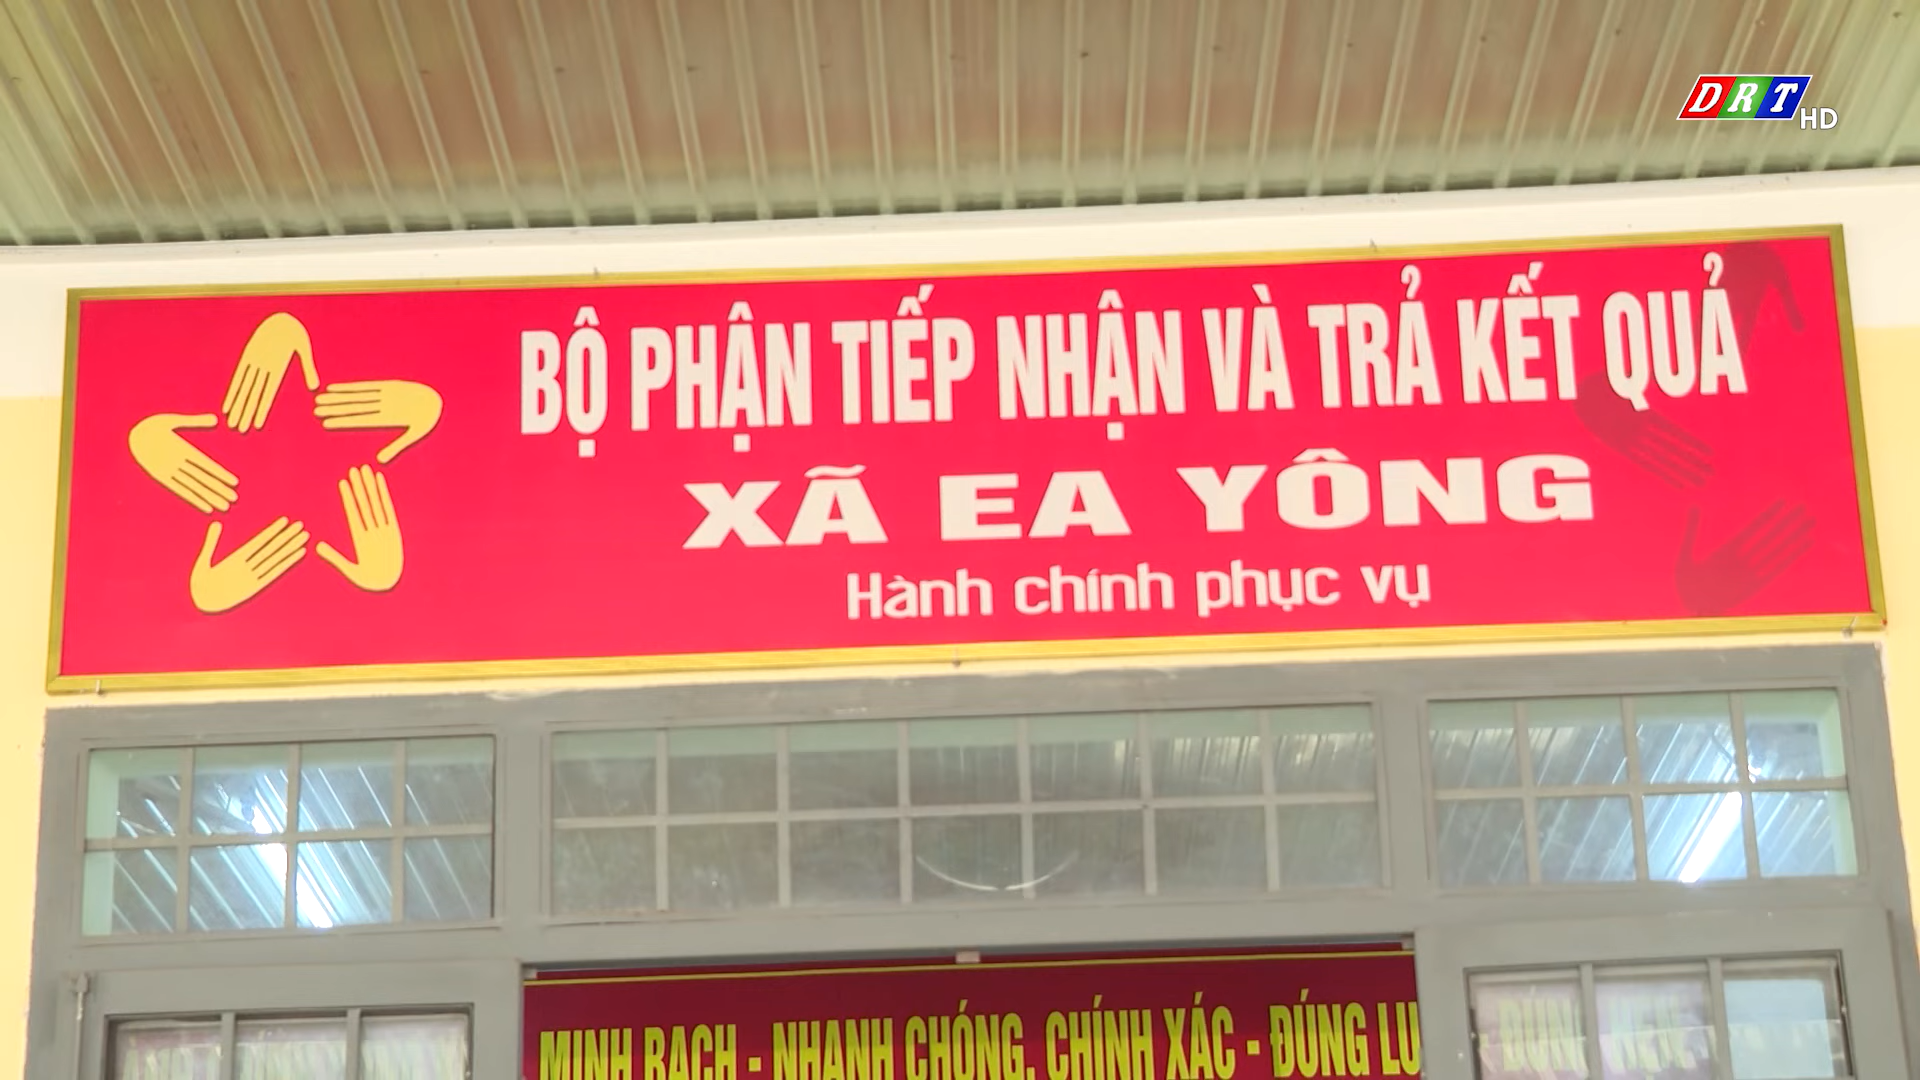 DRT HD
BỘ PHẬN TIẾP NHẬN VÀ TRẢ KẾT QUẢ
XÃ EA YÔNG
Hành chính phục vụ
MINH BẠCH - NHANH CHÓNG, CHÍNH XÁC - ĐÚNG